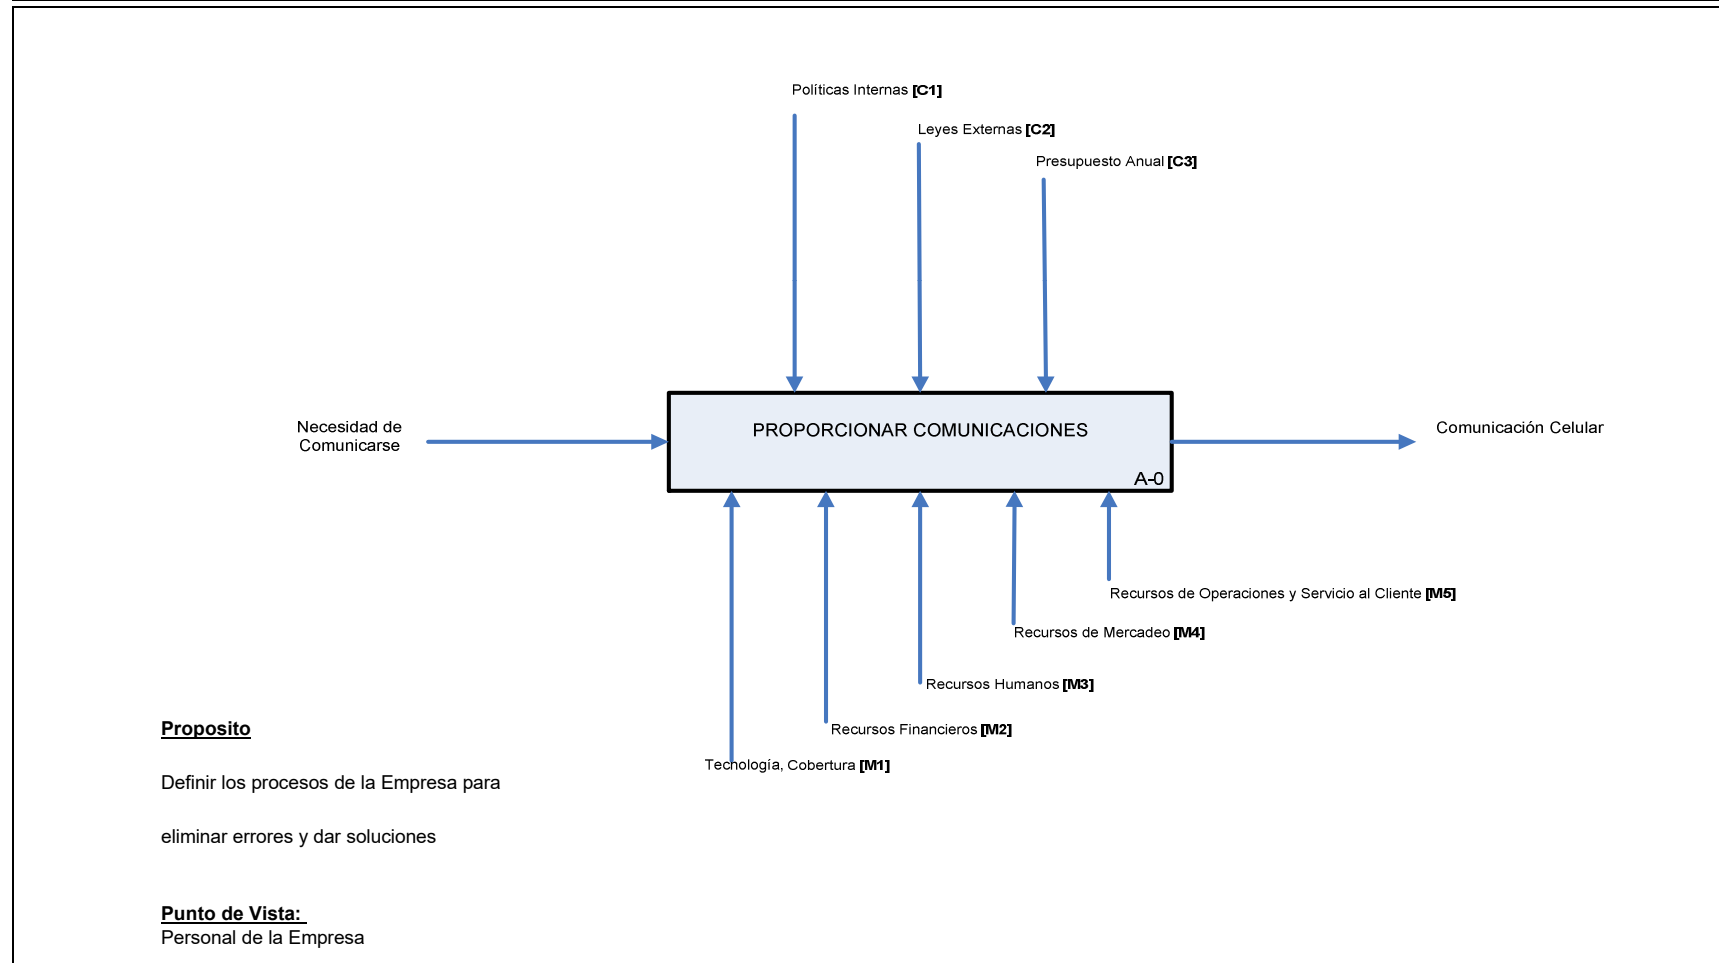 Políticas Internas [C1]
Leyes Externas [C2]
Presupuesto Anual [C3]
Necesidad de
Comunicarse
PROPORCIONAR COMUNICACIONES
A-0
Comunicación Celular
Recursos de Operaciones y Servicio al Cliente [M5]
Recursos de Mercadeo [M4]
Recursos Humanos [M3]
Recursos Financieros [M2]
Tecnología, Cobertura [M1]
Proposito
Definir los procesos de la Empresa para
eliminar errores y dar soluciones
Punto de Vista:
Personal de la Empresa